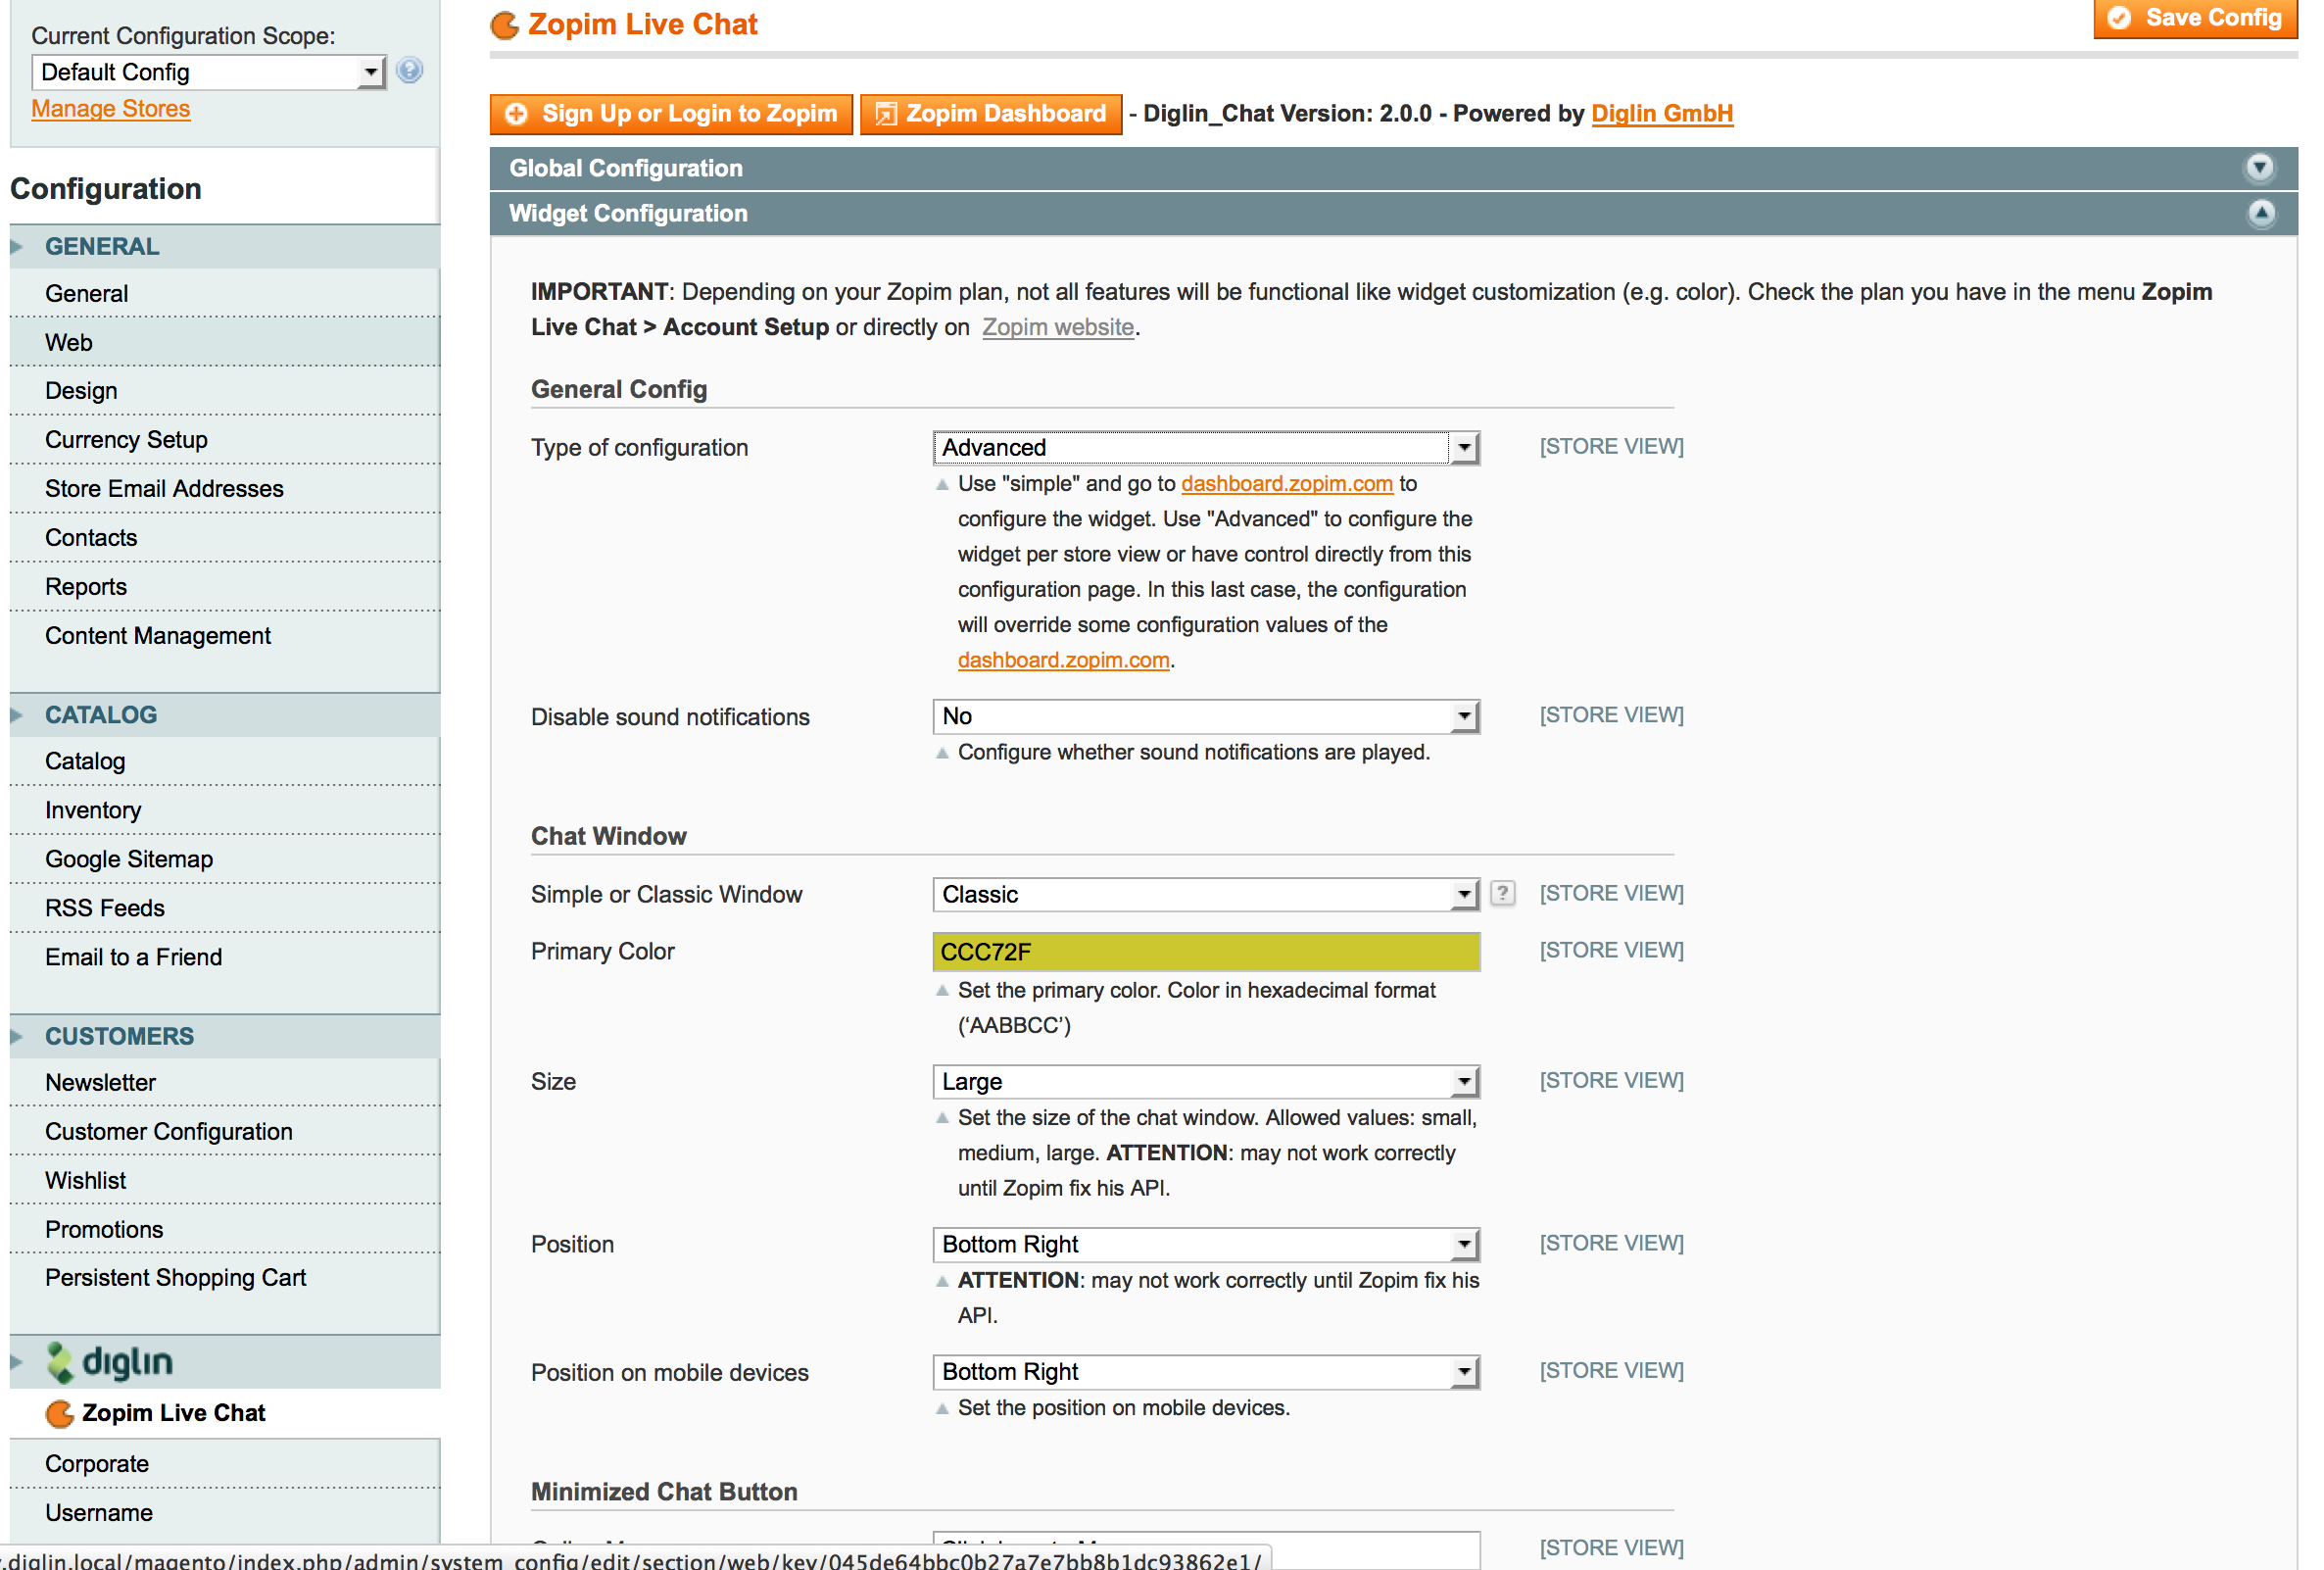 Current Configuration Scope:
Default Config
Manage Stores
Configuration
GENERAL
General
Web
Design
Currency Setup
Store Email Addresses
Contacts
Reports
Content Management
CATALOG
Catalog
Inventory
Google Sitemap
RSS Feeds
Email to a Friend
CUSTOMERS
Newsletter
Customer Configuration
Wishlist
Promotions
Persistent Shopping Cart
diglin
Zopim Live Chat
Corporate
Username
Zopim Live Chat
Save Config
Sign Up or Login to Zopim Zopim Dashboard - Diglin_Chat Version: 2.0.0 - Powered by Diglin GmbH
Global Configuration
Widget Configuration
IMPORTANT: Depending on your Zopim plan, not all features will be functional like widget customization (e.g. color). Check the plan you have in the menu Zopim
Live Chat > Account Setup or directly on Zopim website.
General Config
Type of configuration Advanced [STORE VIEW]
Use "simple" and go to dashboard.zopim.com to
configure the widget. Use "Advanced" to configure the
widget per store view or have control directly from this
configuration page. In this last case, the configuration
will override some configuration values of the
dashboard.zopim.com.
Disable sound notifications No [STORE VIEW]
Configure whether sound notifications are played.
Chat Window
Simple or Classic Window Classic ? [STORE VIEW]
Primary Color CCC72F [STORE VIEW]
Set the primary color. Color in hexadecimal format
(‘AABBCC’)
Size Large [STORE VIEW]
Set the size of the chat window. Allowed values: small,
medium, large. ATTENTION: may not work correctly
until Zopim fix his API.
Position Bottom Right [STORE VIEW]
ATTENTION: may not work correctly until Zopim fix his
API.
Position on mobile devices Bottom Right [STORE VIEW]
Set the position on mobile devices.
Minimized Chat Button
[STORE VIEW]
.diglin.local/magento/index.php/admin/system_config/edit/section/web/key/045de64bbc0b27a7e7bb8b1dc93862e1/